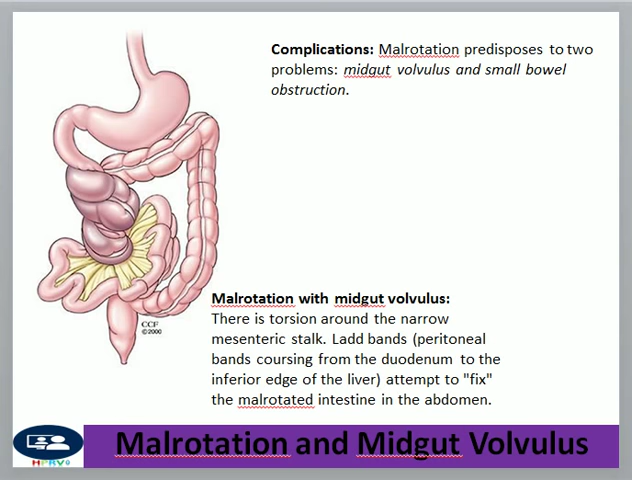 Complications: Malrotation predisposes to two
problems: midgut volvulus and small bowel
obstruction.
CCF
©2000
Malrotation with midgut volvulus:
There is torsion around the narrow
mesenteric stalk. Ladd bands (peritoneal
bands coursing from the duodenum to the
inferior edge of the liver) attempt to "fix"
the malrotated intestine in the abdomen.
Malrotation and Midgut Volvulus